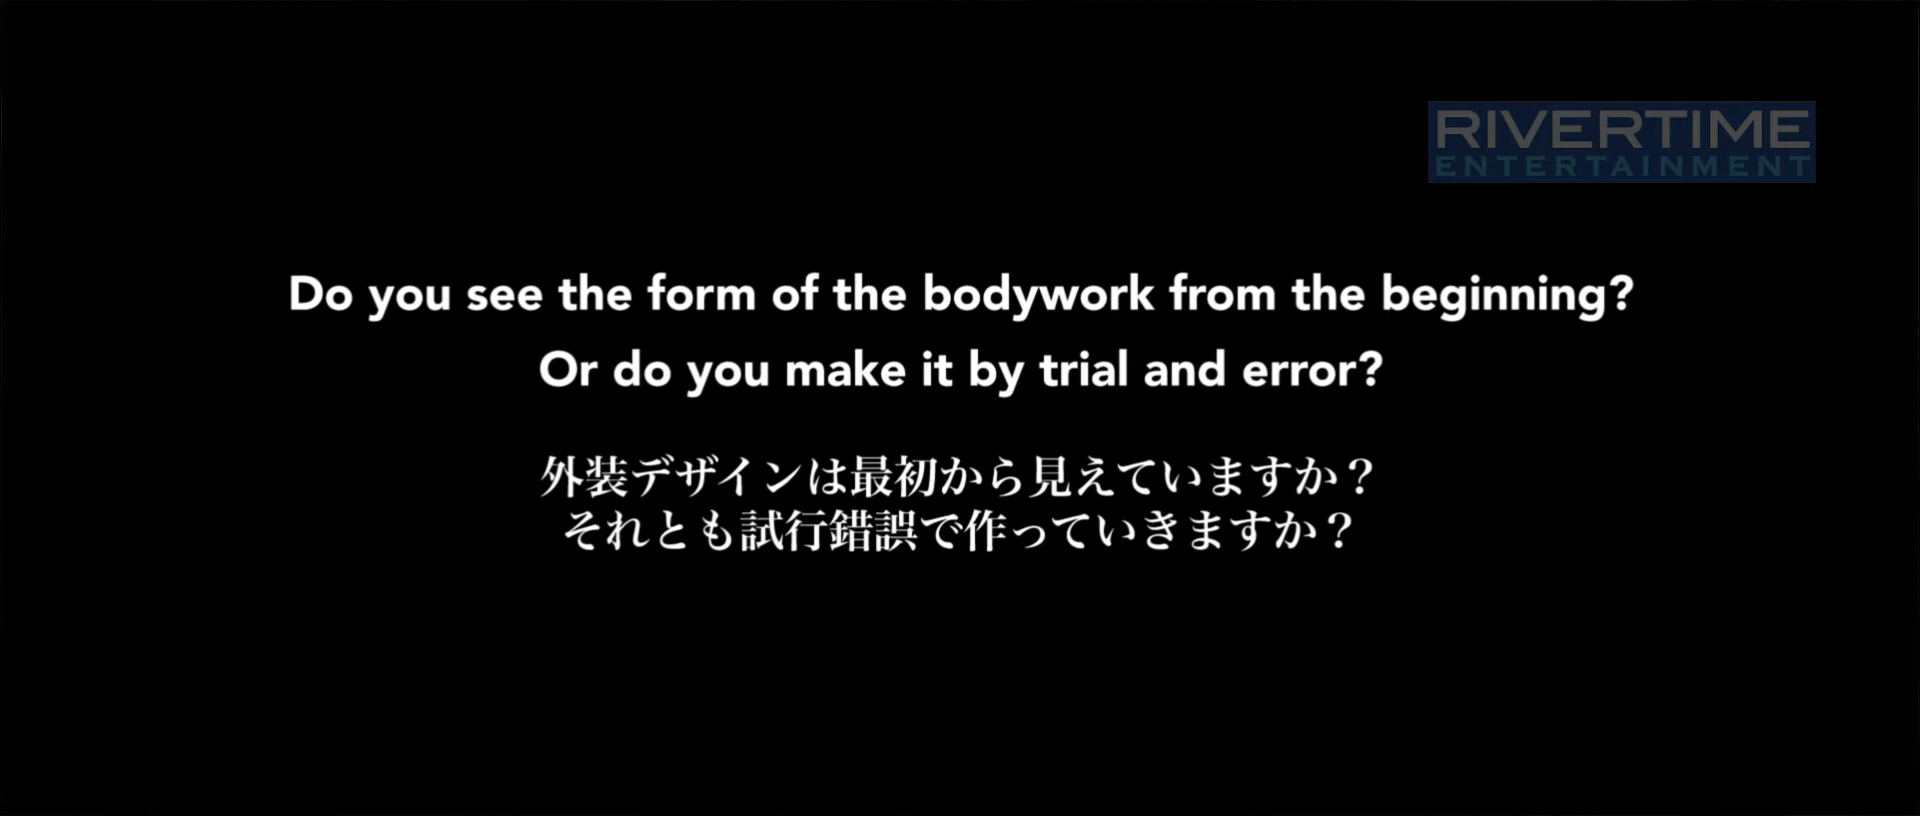 RIVERTIME
ENTERTAINMENT
Do you see the form of the bodywork from the beginning?
Or do you make it by trial and error?
外装デザインは最初から見えていますか？
それとも試行錯誤で作っていきますか？